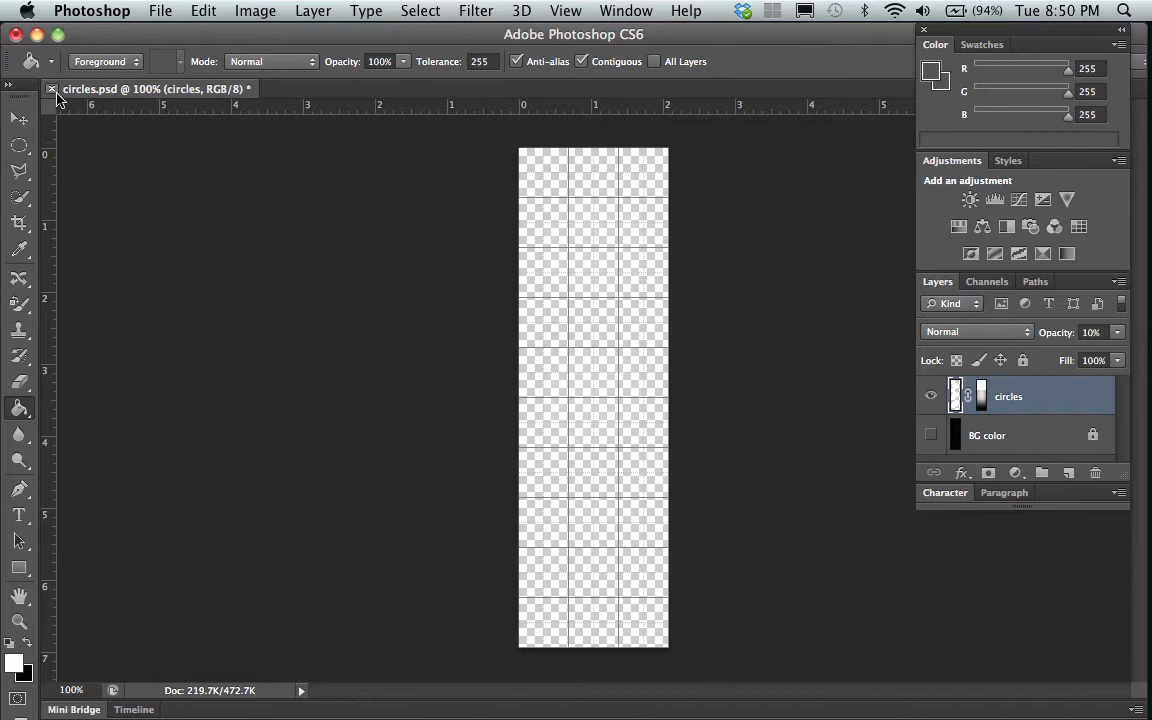 Photoshop File Edit Image Layer Type Select Filter 3D View Window Help (94%) Tue 8:50 PM
Adobe Photoshop CS6
Foreground Mode: Normal Opacity: 100% Tolerance: 255 Anti-alias Contiguous All Layers
circles.psd @ 100% (circles, RGB/8) *
6 5 4 3 2 1 0 1 2 3 4 5
0
1
2
3
4
5
6
7
Color Swatches
R 255
G 255
B 255
Adjustments Styles
Add an adjustment
Layers Channels Paths
Kind
Normal Opacity: 10%
Lock: Fill: 100%
circles
BG color
Character Paragraph
100% Doc: 219.7K/472.7K
Mini Bridge Timeline